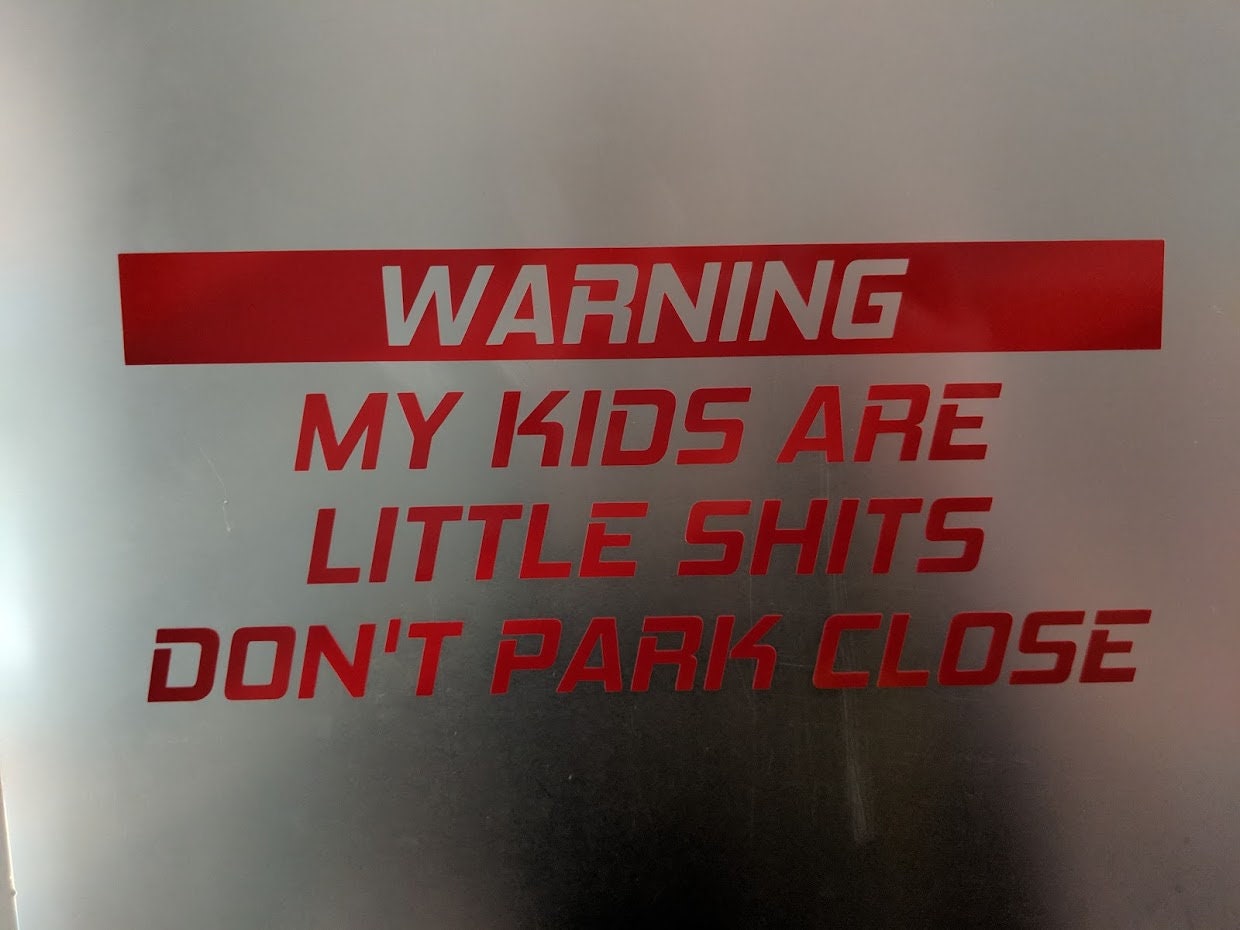 WARNING
MY KIDS ARE
LITTLE SHITS
DON'T PARK CLOSE